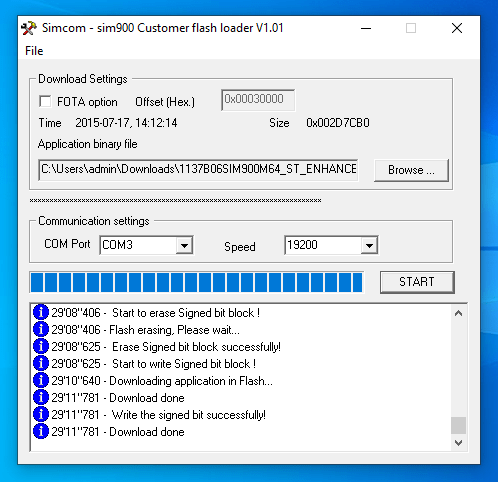 Simcom - sim900 Customer flash loader V1.01
File
Download Settings
FOTA option Offset (Hex.) 0x00030000
Time 2015-07-17, 14:12:14 Size 0x002D7CB0
Application binary file
C:\Users\admin\Downloads\1137B06SIM900M64_ST_ENHANCE Browse ...
Communication settings
COM Port COM3 Speed 19200
START
29'08''406 - Start to erase Signed bit block !
29'08''406 - Flash erasing, Please wait...
29'08''625 - Erase Signed bit block successfully!
29'08''625 - Start to write Signed bit block !
29'10''640 - Downloading application in Flash...
29'11''781 - Download done
29'11''781 - Write the signed bit successfully!
29'11''781 - Download done